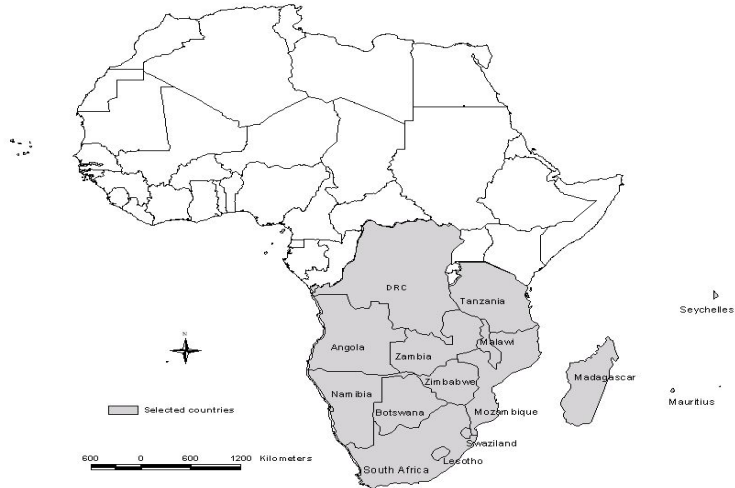 DRC
Tanzania
Seychelles
N
Angola
Malawi
Zambia
Madagascar
Zimbabwe
Namibia
Mauritius
Selected countries
Botswana
Mozambique
Swaziland
600 0 600 1200 Kilometers
Lesotho
South Africa